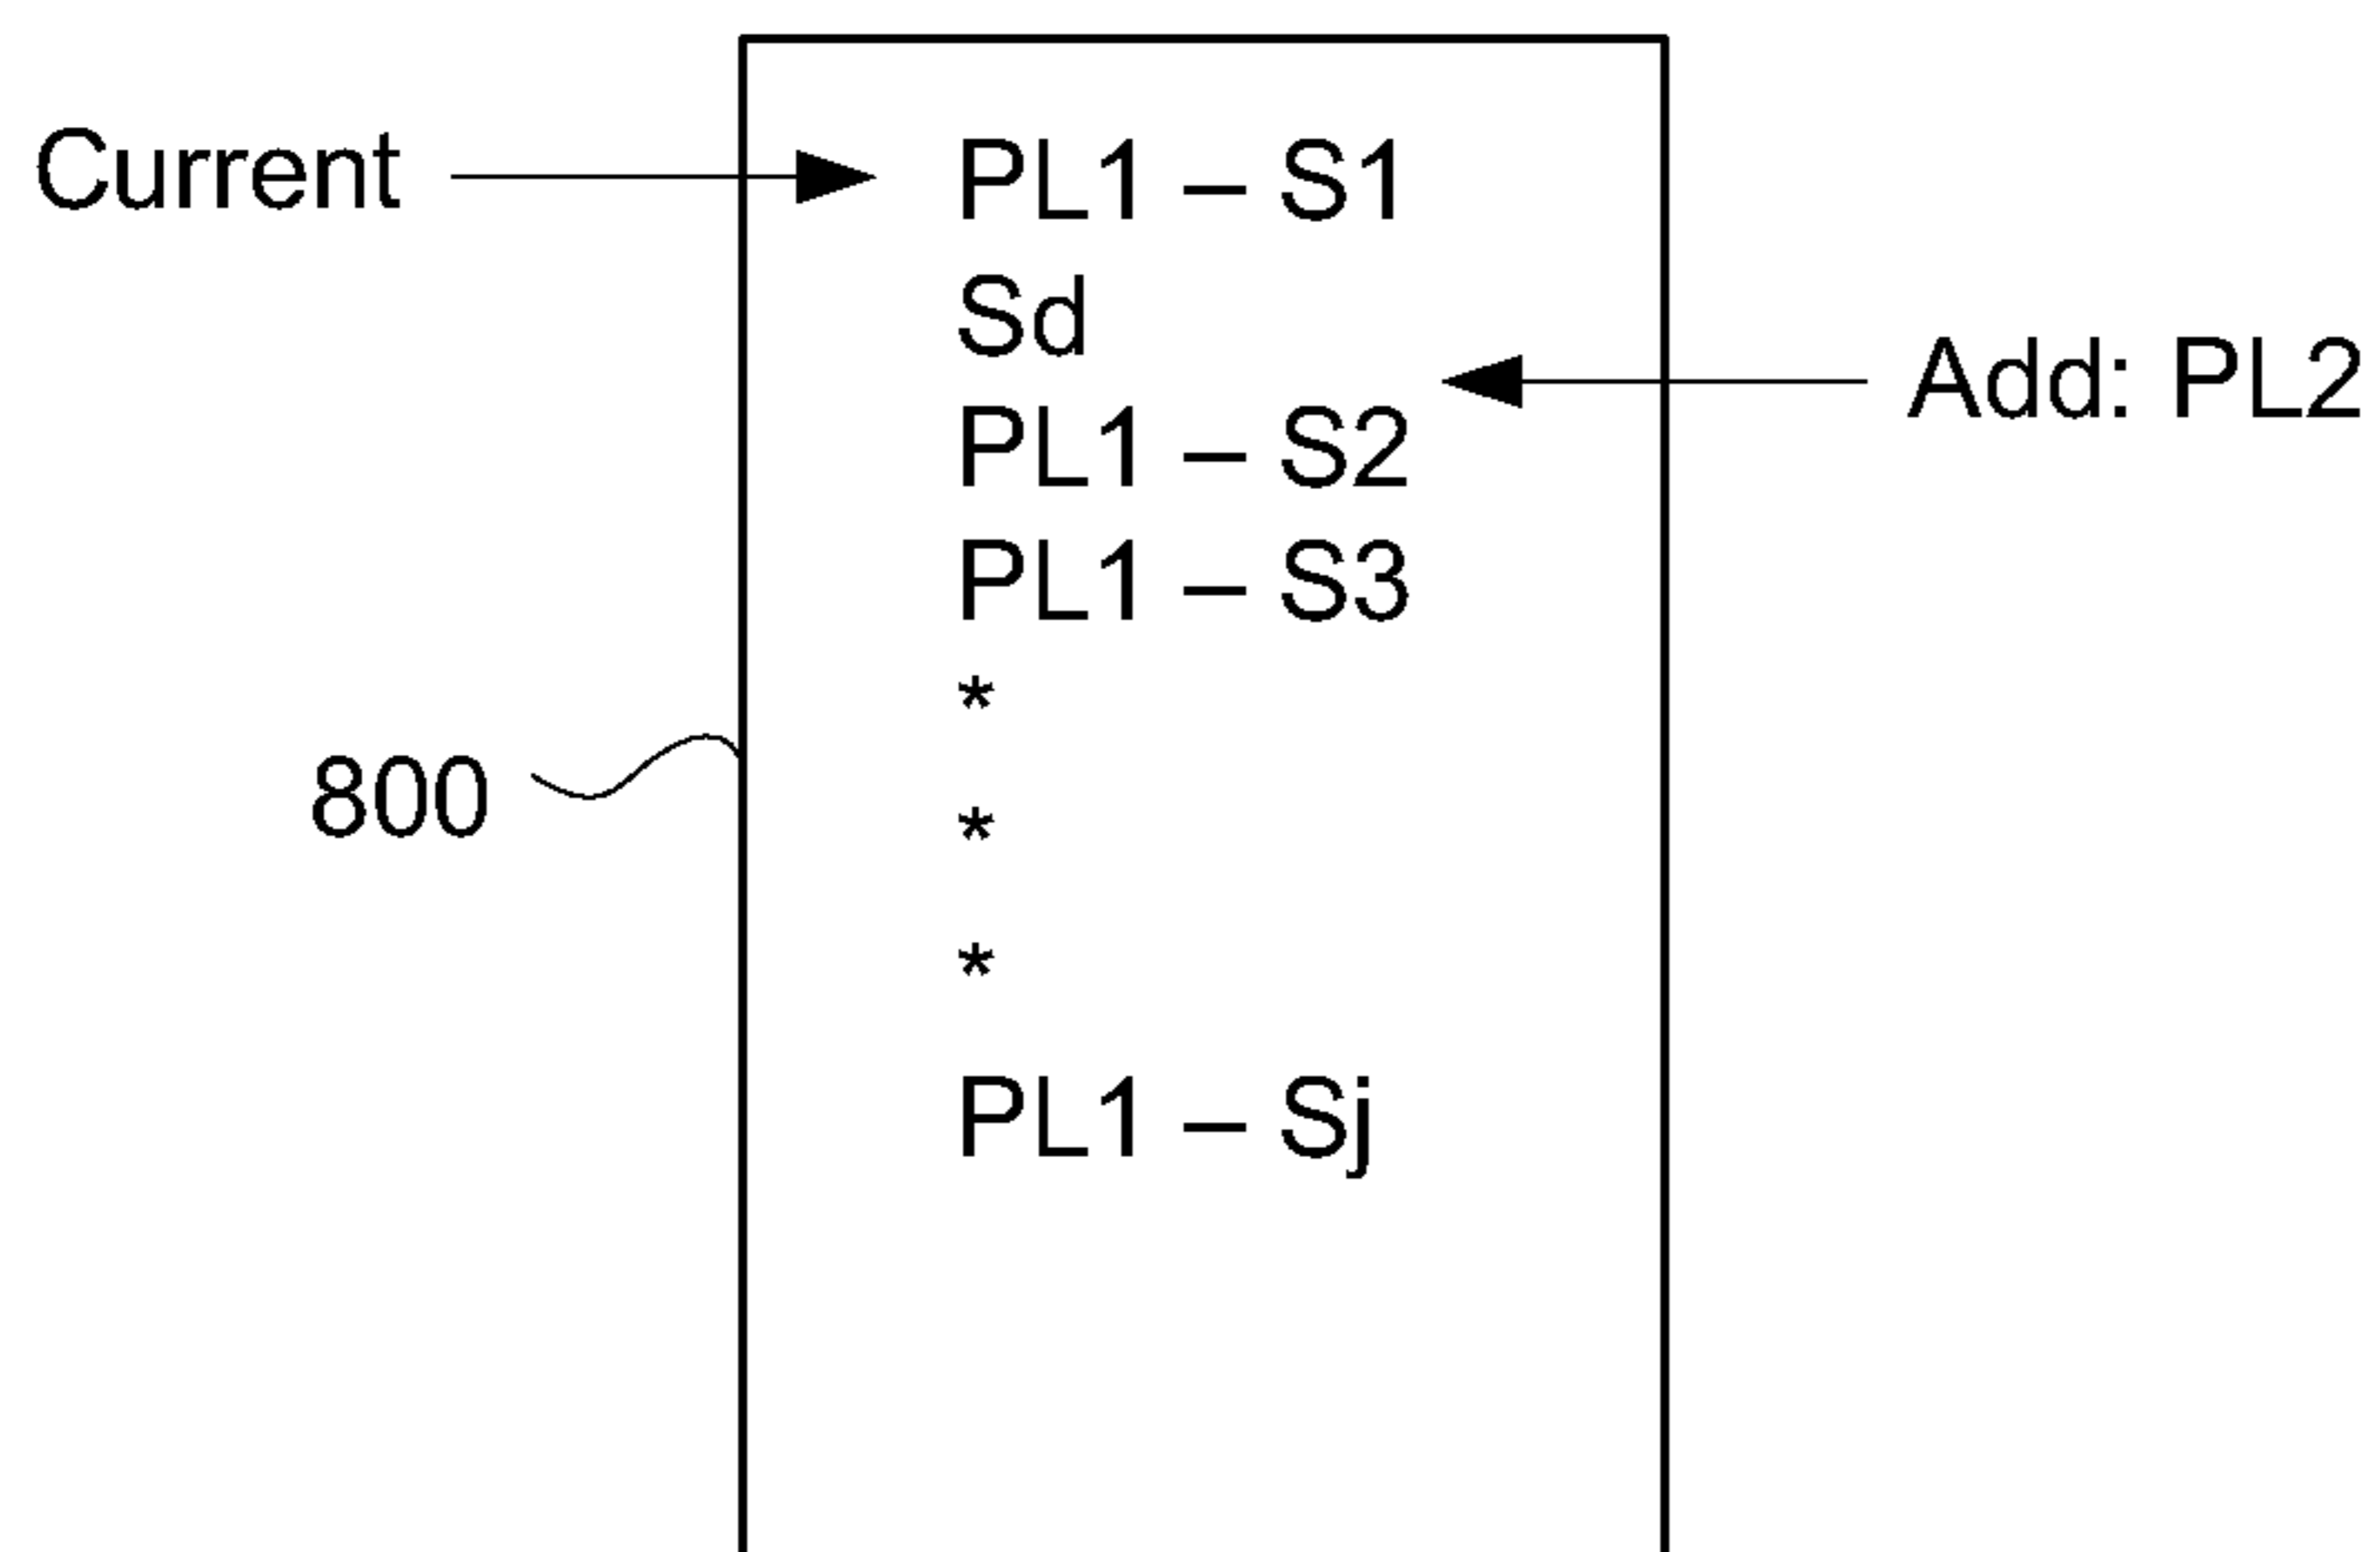 Current
PL1 – S1
Sd
Add: PL2
PL1 – S2
PL1 – S3
*
*
800
*
PL1 – Sj